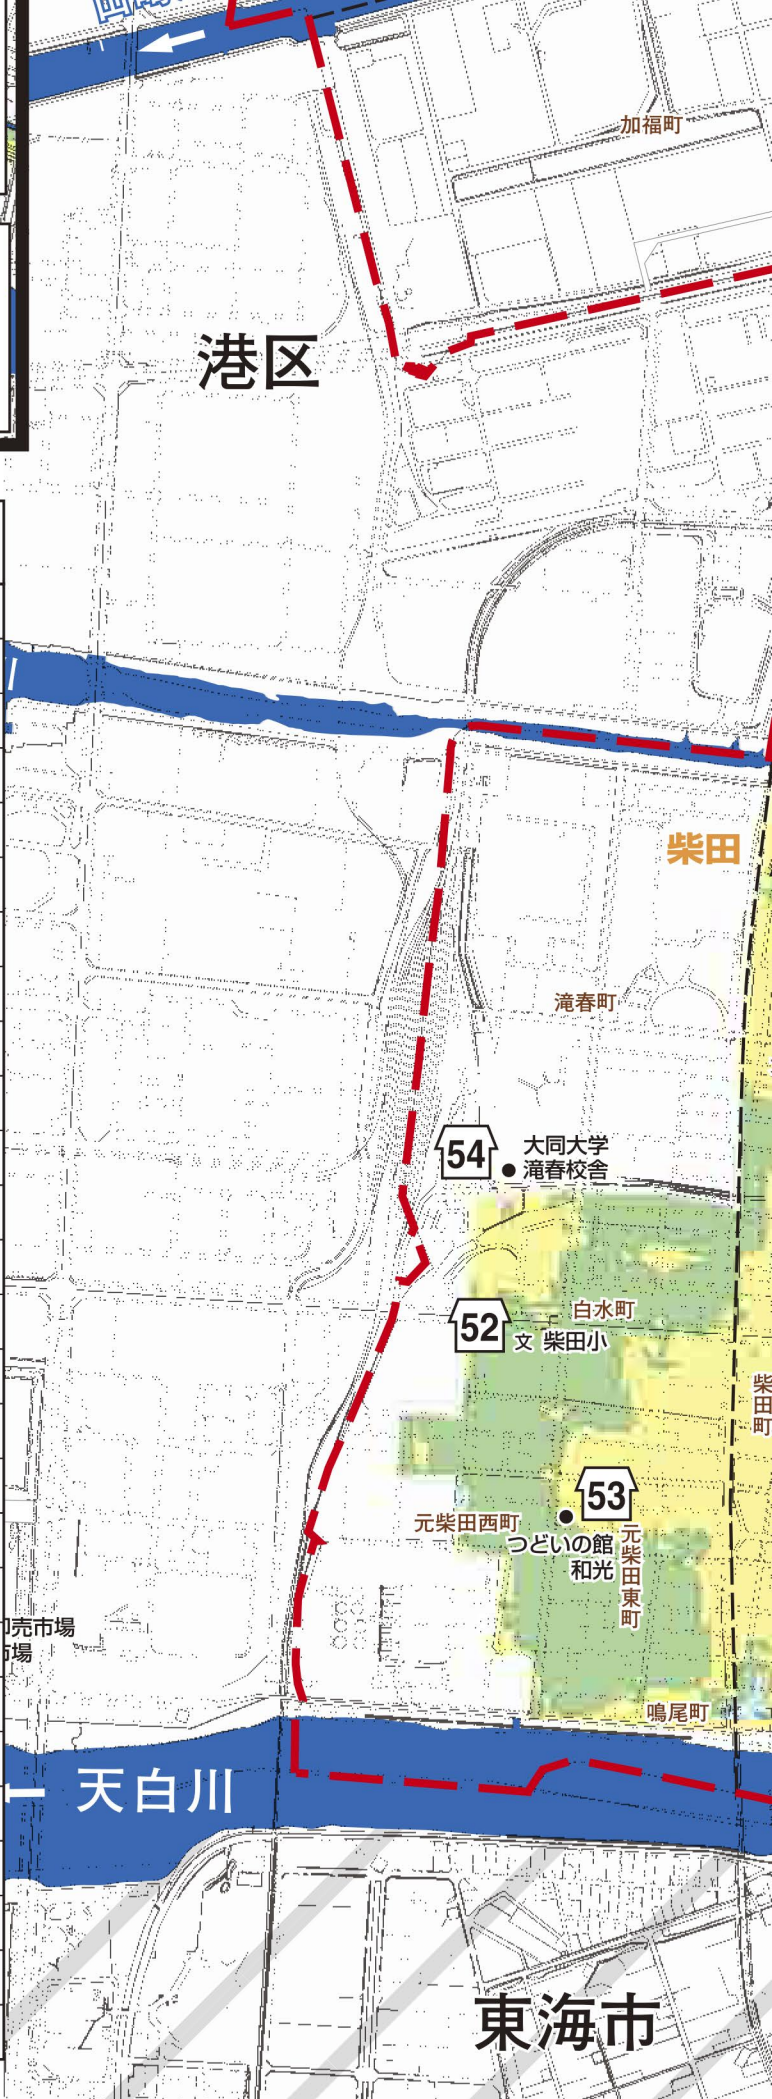 加福町
港区
柴田
滝春町
54
大同大学
滝春校舎
白水町
52
文 柴田小
柴田町
53
元柴田西町
つどいの館
和光
元柴田東町
売市場
市場
鳴尾町
天白川
東海市